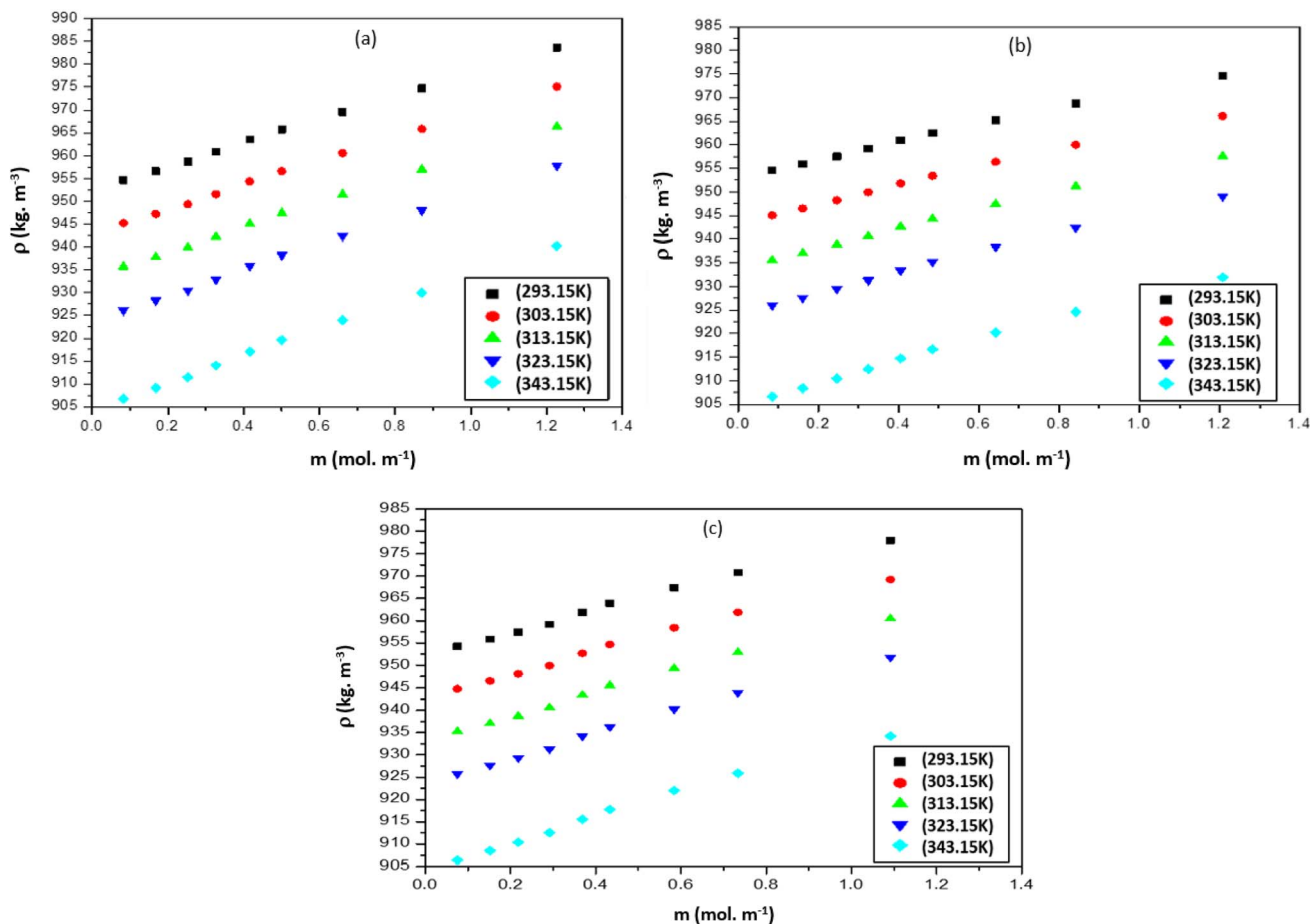 (a)
990
985
980
975
970
965
960
955
950
945
940
935
930
925
920
915
910
905
ρ (kg. m⁻³)
(293.15K)
(303.15K)
(313.15K)
(323.15K)
(343.15K)
0.0 0.2 0.4 0.6 0.8 1.0 1.2 1.4
m (mol. m⁻¹)
(b)
985
980
975
970
965
960
955
950
945
940
935
930
925
920
915
910
905
ρ (kg. m⁻³)
(293.15K)
(303.15K)
(313.15K)
(323.15K)
(343.15K)
0.0 0.2 0.4 0.6 0.8 1.0 1.2 1.4
m (mol. m⁻¹)
(c)
985
980
975
970
965
960
955
950
945
940
935
930
925
920
915
910
905
ρ (kg. m⁻³)
(293.15K)
(303.15K)
(313.15K)
(323.15K)
(343.15K)
0.0 0.2 0.4 0.6 0.8 1.0 1.2 1.4
m (mol. m⁻¹)